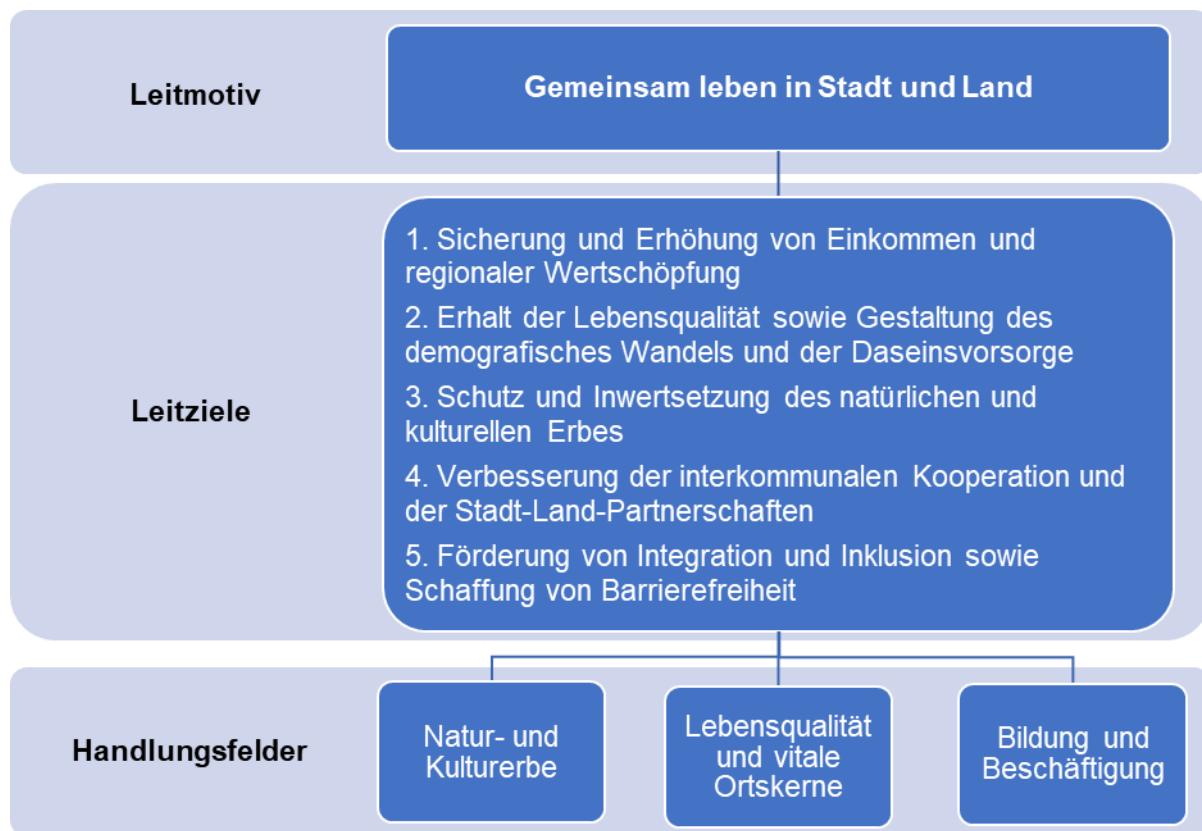 Leitmotiv
Gemeinsam leben in Stadt und Land
Leitziele
1. Sicherung und Erhöhung von Einkommen und
regionaler Wertschöpfung
2. Erhalt der Lebensqualität sowie Gestaltung des
demografisches Wandels und der Daseinsvorsorge
3. Schutz und Inwertsetzung des natürlichen und
kulturellen Erbes
4. Verbesserung der interkommunalen Kooperation und
der Stadt-Land-Partnerschaften
5. Förderung von Integration und Inklusion sowie
Schaffung von Barrierefreiheit
Handlungsfelder
Natur- und
Kulturerbe
Lebensqualität
und vitale
Ortskerne
Bildung und
Beschäftigung